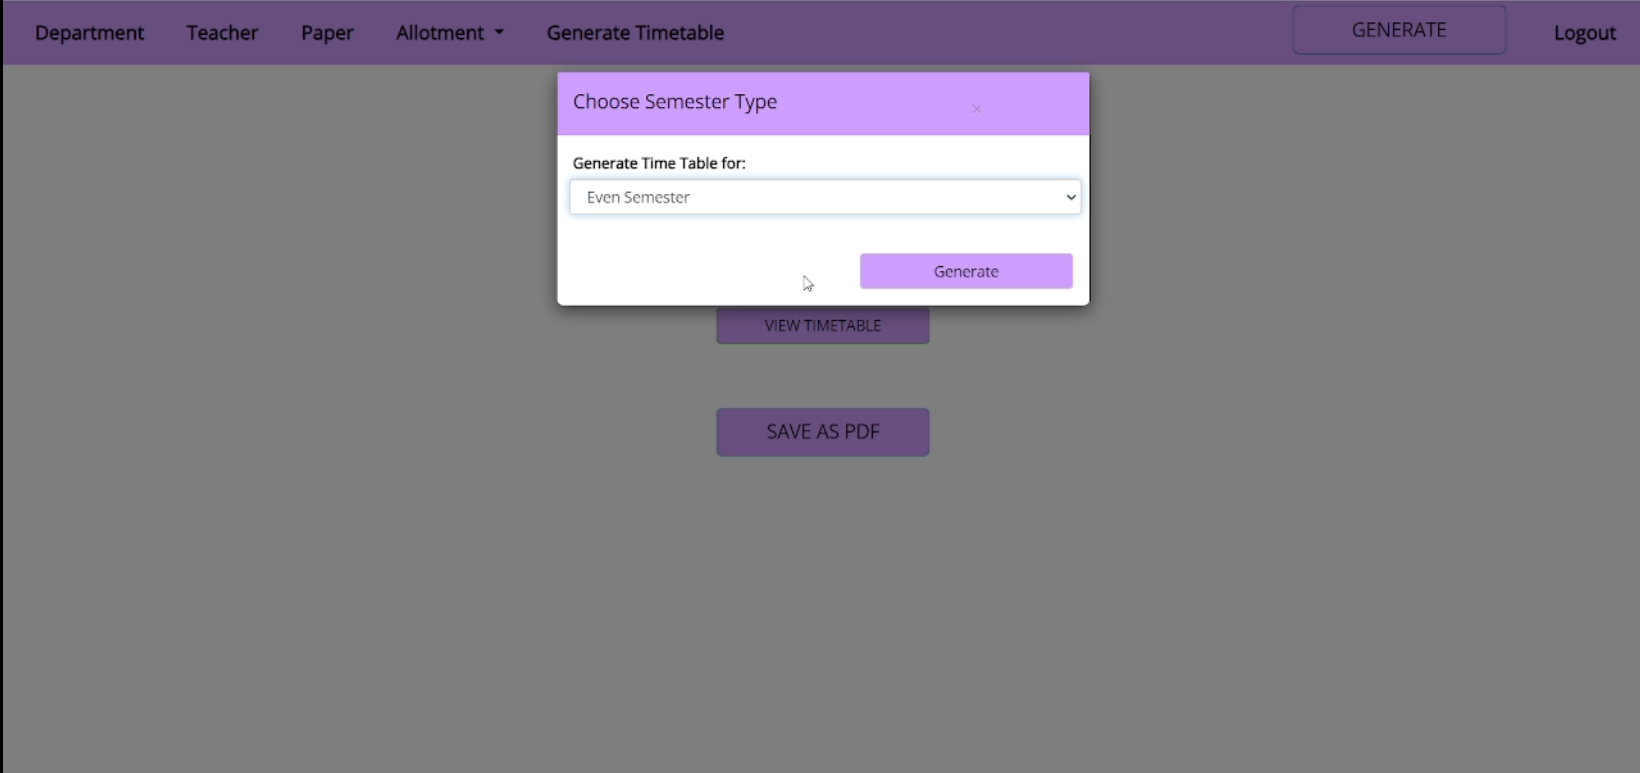 Department Teacher Paper Allotment Generate Timetable GENERATE Logout
Choose Semester Type ×
Generate Time Table for:
Even Semester
Generate
VIEW TIMETABLE
SAVE AS PDF